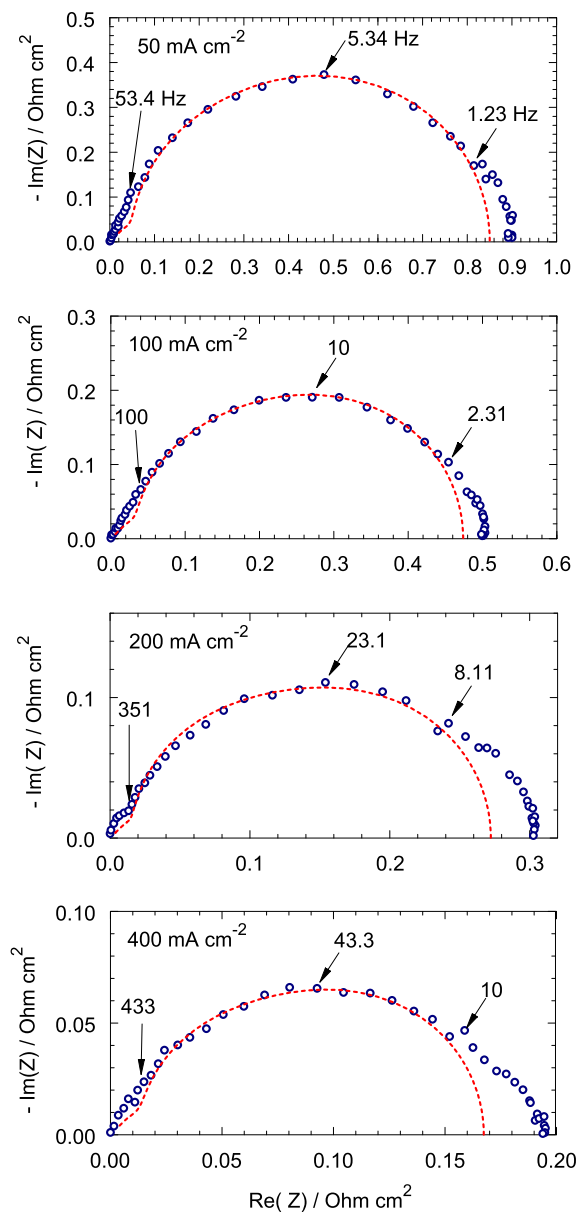 0.5
50 mA cm-2
5.34 Hz
0.4
53.4 Hz
1.23 Hz
0.3
- Im(Z) / Ohm cm2
0.2
0.1
0.0
0.0 0.1 0.2 0.3 0.4 0.5 0.6 0.7 0.8 0.9 1.0
0.3
100 mA cm-2
10
0.2
100
2.31
- Im( Z) / Ohm cm2
0.1
0.0
0.0 0.1 0.2 0.3 0.4 0.5 0.6
200 mA cm-2
23.1
8.11
0.1
351
- Im( Z) / Ohm cm2
0.0
0.0 0.1 0.2 0.3
0.10
400 mA cm-2
43.3
10
433
0.05
- Im(Z) / Ohm cm2
0.00
0.00 0.05 0.10 0.15 0.20
Re( Z) / Ohm cm2